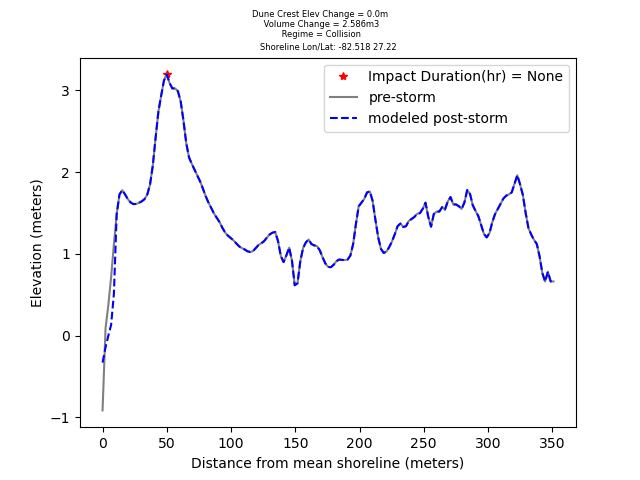 Dune Crest Elev Change = 0.0m
Volume Change = 2.586m3
Regime = Collision
Shoreline Lon/Lat: -82.518 27.22
Impact Duration(hr) = None
pre-storm
modeled post-storm
3
2
1
0
−1
Elevation (meters)
0 50 100 150 200 250 300 350
Distance from mean shoreline (meters)